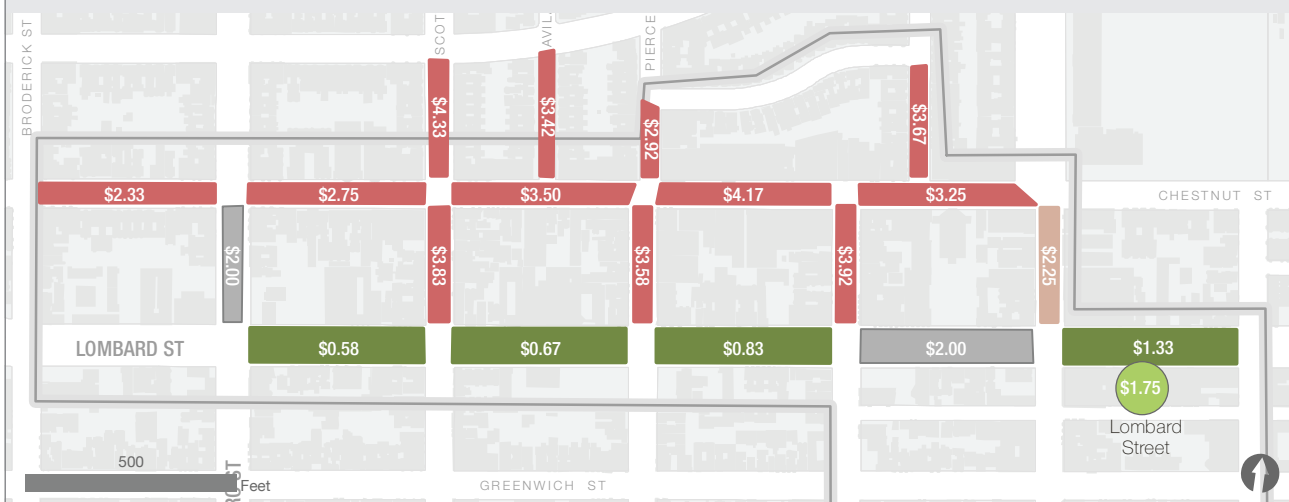 BRODERICK ST
SCOT
AVIL
PIERCE
$4.33
$3.42
$2.92
$3.67
$2.33
$2.75
$3.50
$4.17
$3.25
CHESTNUT ST
$2.00
$3.83
$3.58
$3.92
$2.25
LOMBARD ST
$0.58
$0.67
$0.83
$2.00
$1.33
$1.75
Lombard
Street
500
Feet
GREENWICH ST